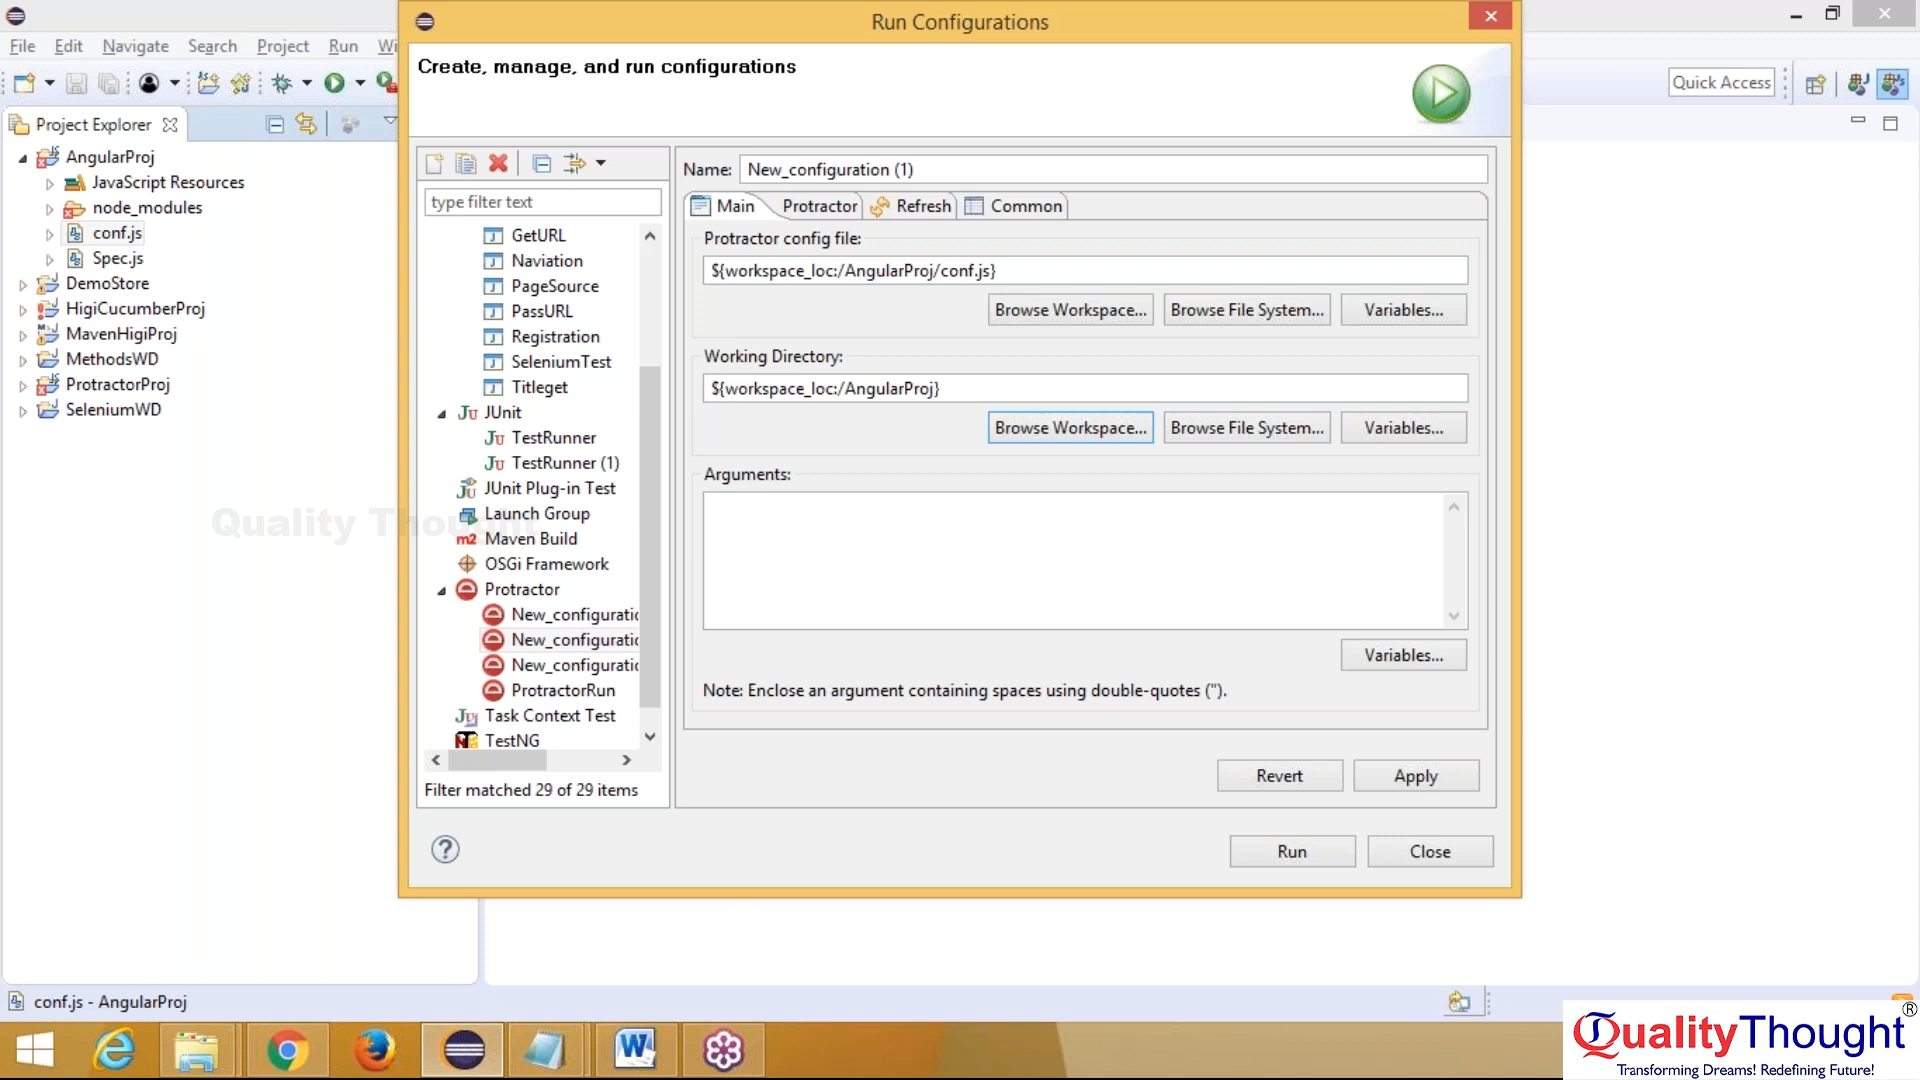 Run Configurations
File Edit Navigate Search Project Run Wi
Create, manage, and run configurations
Quick Access
Project Explorer
AngularProj
JavaScript Resources
node_modules
conf.js
Spec.js
DemoStore
HigiCucumberProj
MavenHigiProj
MethodsWD
ProtractorProj
SeleniumWD
type filter text
GetURL
Naviation
PageSource
PassURL
Registration
SeleniumTest
Titleget
JUnit
TestRunner
TestRunner (1)
JUnit Plug-in Test
Launch Group
Maven Build
OSGi Framework
Protractor
New_configuratio
New_configuratio
New_configuratio
ProtractorRun
Task Context Test
TestNG
Filter matched 29 of 29 items
Name: New_configuration (1)
Main Protractor Refresh Common
Protractor config file:
${workspace_loc:/AngularProj/conf.js}
Browse Workspace... Browse File System... Variables...
Working Directory:
${workspace_loc:/AngularProj}
Browse Workspace... Browse File System... Variables...
Arguments:
Variables...
Note: Enclose an argument containing spaces using double-quotes (").
Revert Apply
Run Close
Quality Thought
conf.js - AngularProj
QualityThought®
Transforming Dreams! Redefining Future!